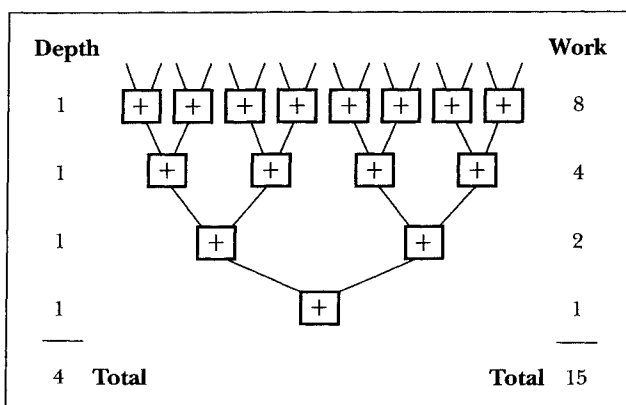 Depth Work
1 + + + + + + + + 8
1 + + + + 4
1 + + 2
1 + 1
4 Total Total 15